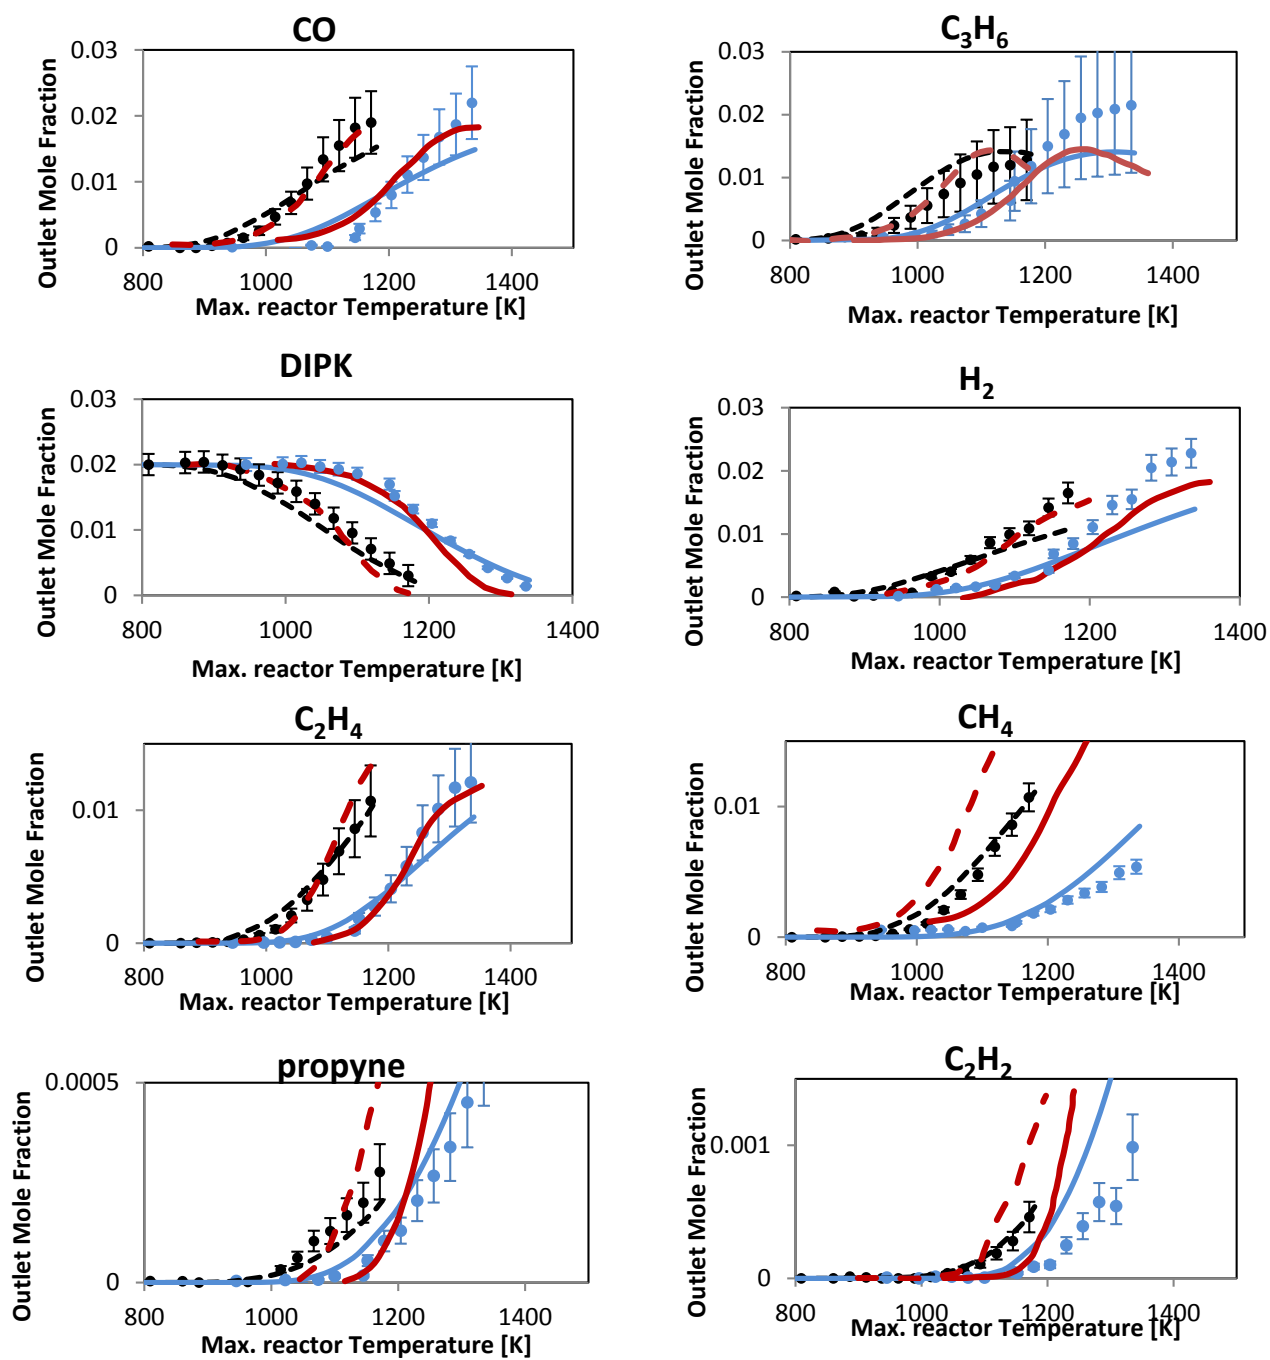 CO
0.03
0.02
0.01
0
800 1000 1200 1400
Outlet Mole Fraction
Max. reactor Temperature [K]
C3H6
0.03
0.02
0.01
0
800 1000 1200 1400
Outlet Mole Fraction
Max. reactor Temperature [K]
DIPK
0.03
0.02
0.01
0
1000 1200 1400
Outlet Mole Fraction
Max. reactor Temperature [K]
H2
0.03
0.02
0.01
0
800 1000 1200 1400
Outlet Mole Fraction
Max. reactor Temperature [K]
C2H4
0.01
0
800 1000 1200 1400
Outlet Mole Fraction
Max. reactor Temperature [K]
CH4
0.01
0
800 1000 1200 1400
Outlet Mole Fraction
Max. reactor Temperature [K]
propyne
0.0005
0
800 1000 1200 1400
Outlet Mole Fraction
Max. reactor Temperature [K]
C2H2
0.001
0
800 1000 1200 1400
Outlet Mole Fraction
Max. reactor Temperature [K]